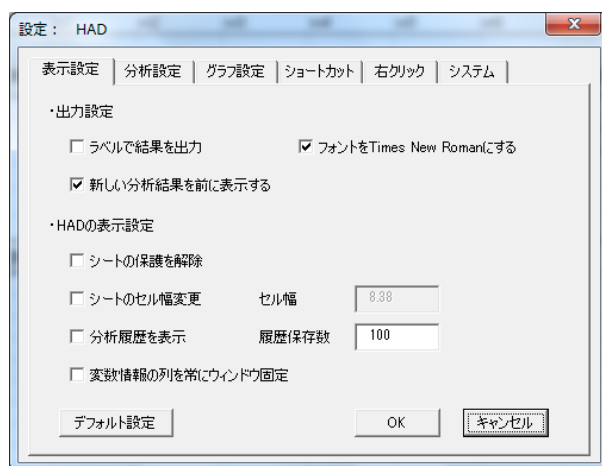 設定： HAD
表示設定 分析設定 グラフ設定 ショートカット 右クリック システム
・出力設定
ラベルで結果を出力 フォントをTimes New Romanにする
新しい分析結果を前に表示する
・HADの表示設定
シートの保護を解除
シートのセル幅変更 セル幅 8.38
分析履歴を表示 履歴保存数 100
変数情報の列を常にウィンドウ固定
デフォルト設定 OK キャンセル